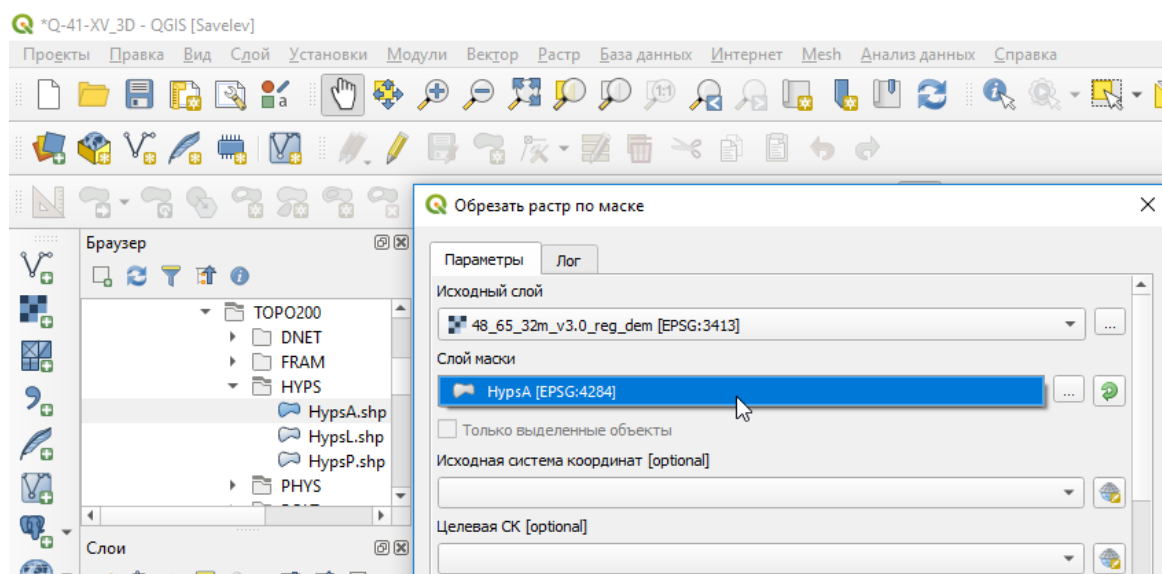 *Q-41-XV_3D - QGIS [Savelev]
Проекты Правка Вид Слой Установки Модули Вектор Растр База данных Интернет Mesh Анализ данных Справка
Обрезать растр по маске
Браузер
Параметры Лог
Исходный слой
TOPO200
48_65_32m_v3.0_reg_dem [EPSG:3413]
DNET
FRAM
Слой маски
HYPS
HypsA [EPSG:4284]
HypsA.shp
Только выделенные объекты
HypsL.shp
HypsP.shp
Исходная система координат [optional]
PHYS
Целевая СК [optional]
Слои